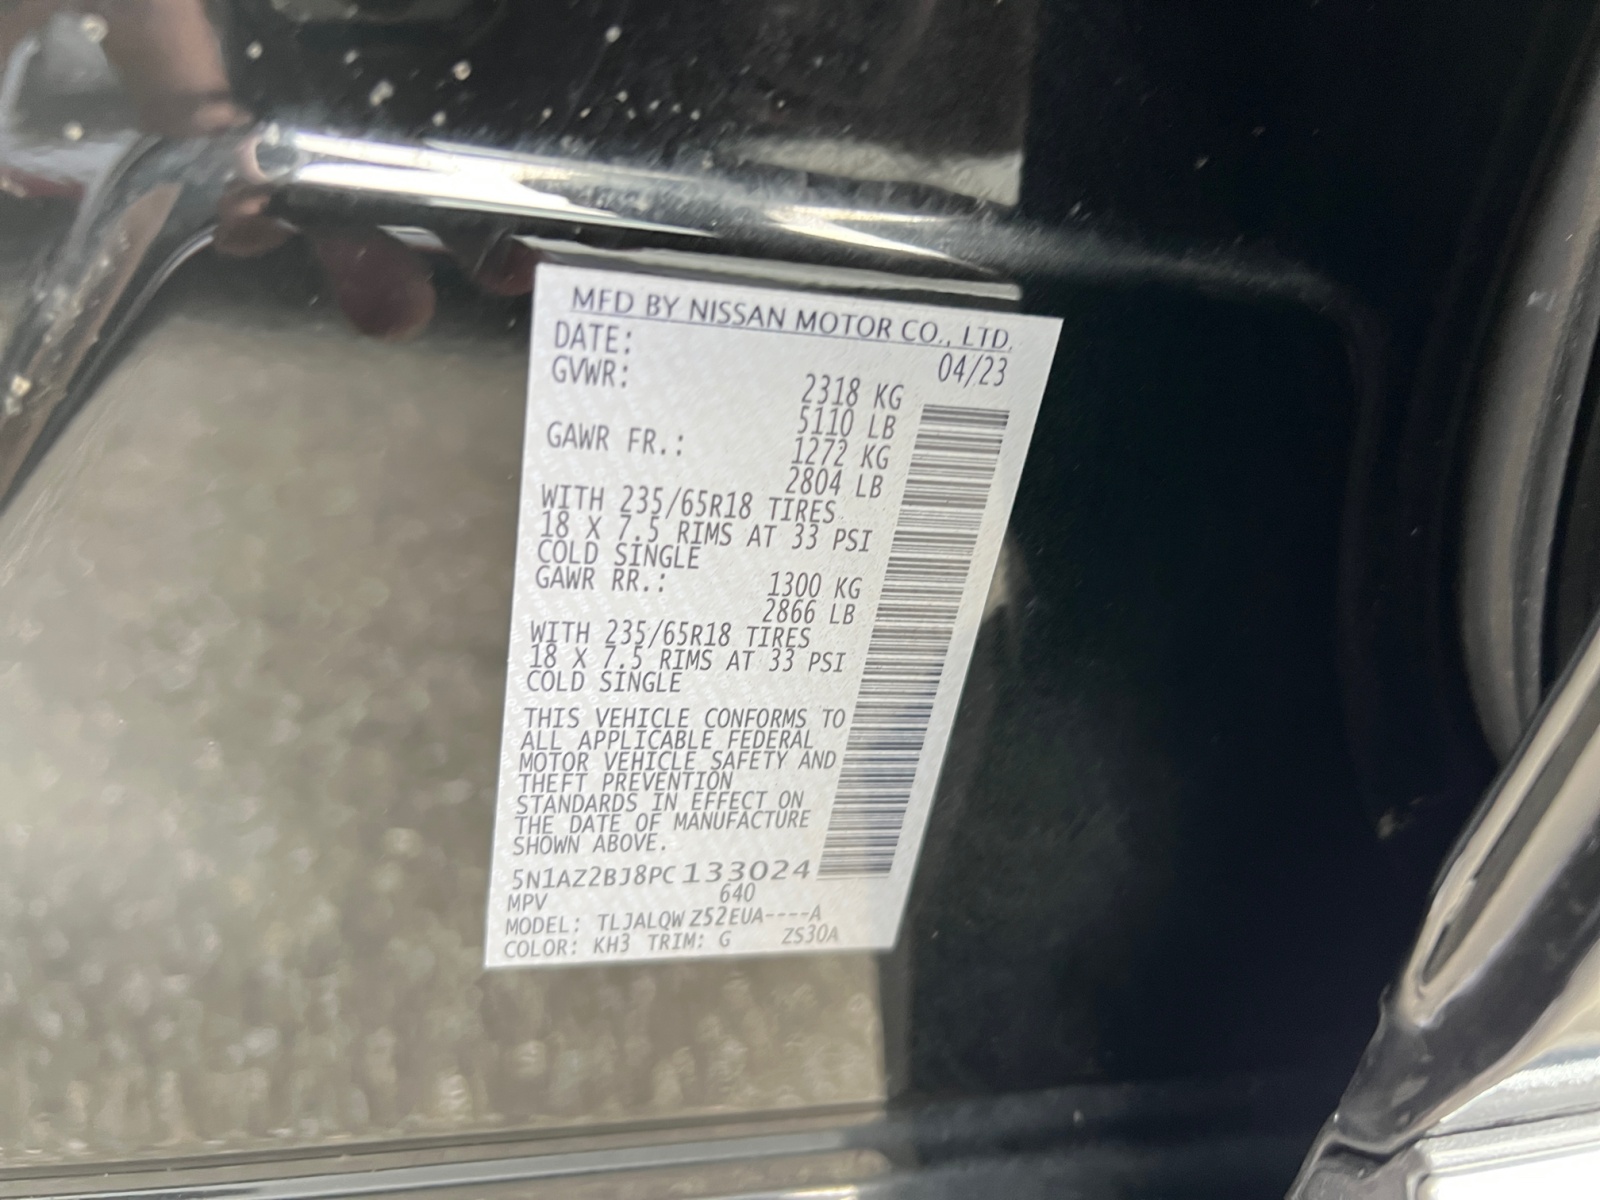 MFD BY NISSAN MOTOR CO., LTD.
DATE: 04/23
GVWR: 2318 KG
5110 LB
GAWR FR.: 1272 KG
2804 LB
WITH 235/65R18 TIRES
18 X 7.5 RIMS AT 33 PSI
COLD SINGLE
GAWR RR.: 1300 KG
2866 LB
WITH 235/65R18 TIRES
18 X 7.5 RIMS AT 33 PSI
COLD SINGLE
THIS VEHICLE CONFORMS TO
ALL APPLICABLE FEDERAL
MOTOR VEHICLE SAFETY AND
THEFT PREVENTION
STANDARDS IN EFFECT ON
THE DATE OF MANUFACTURE
SHOWN ABOVE.
5N1AZ2BJ8PC133024
MPV 640
MODEL: TLJALQWZ52EUA----A
COLOR: KH3 TRIM: G ZS30A